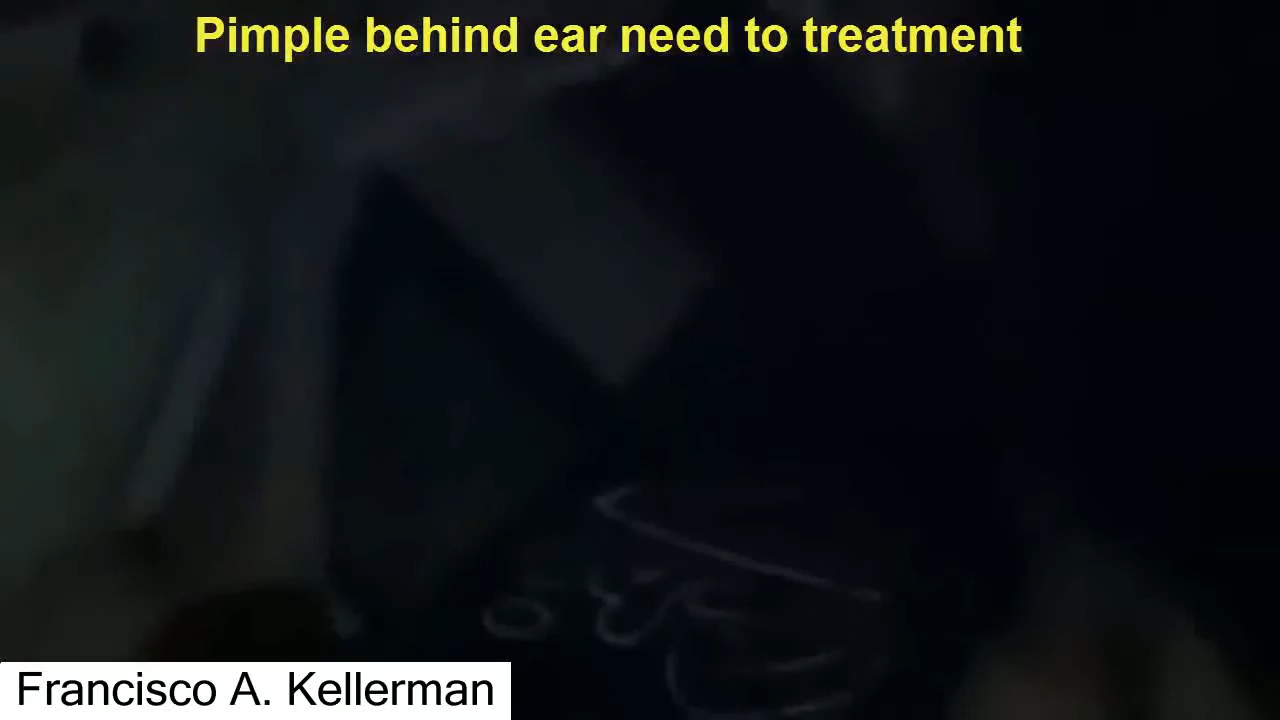 Pimple behind ear need to treatment
Francisco A. Kellerman